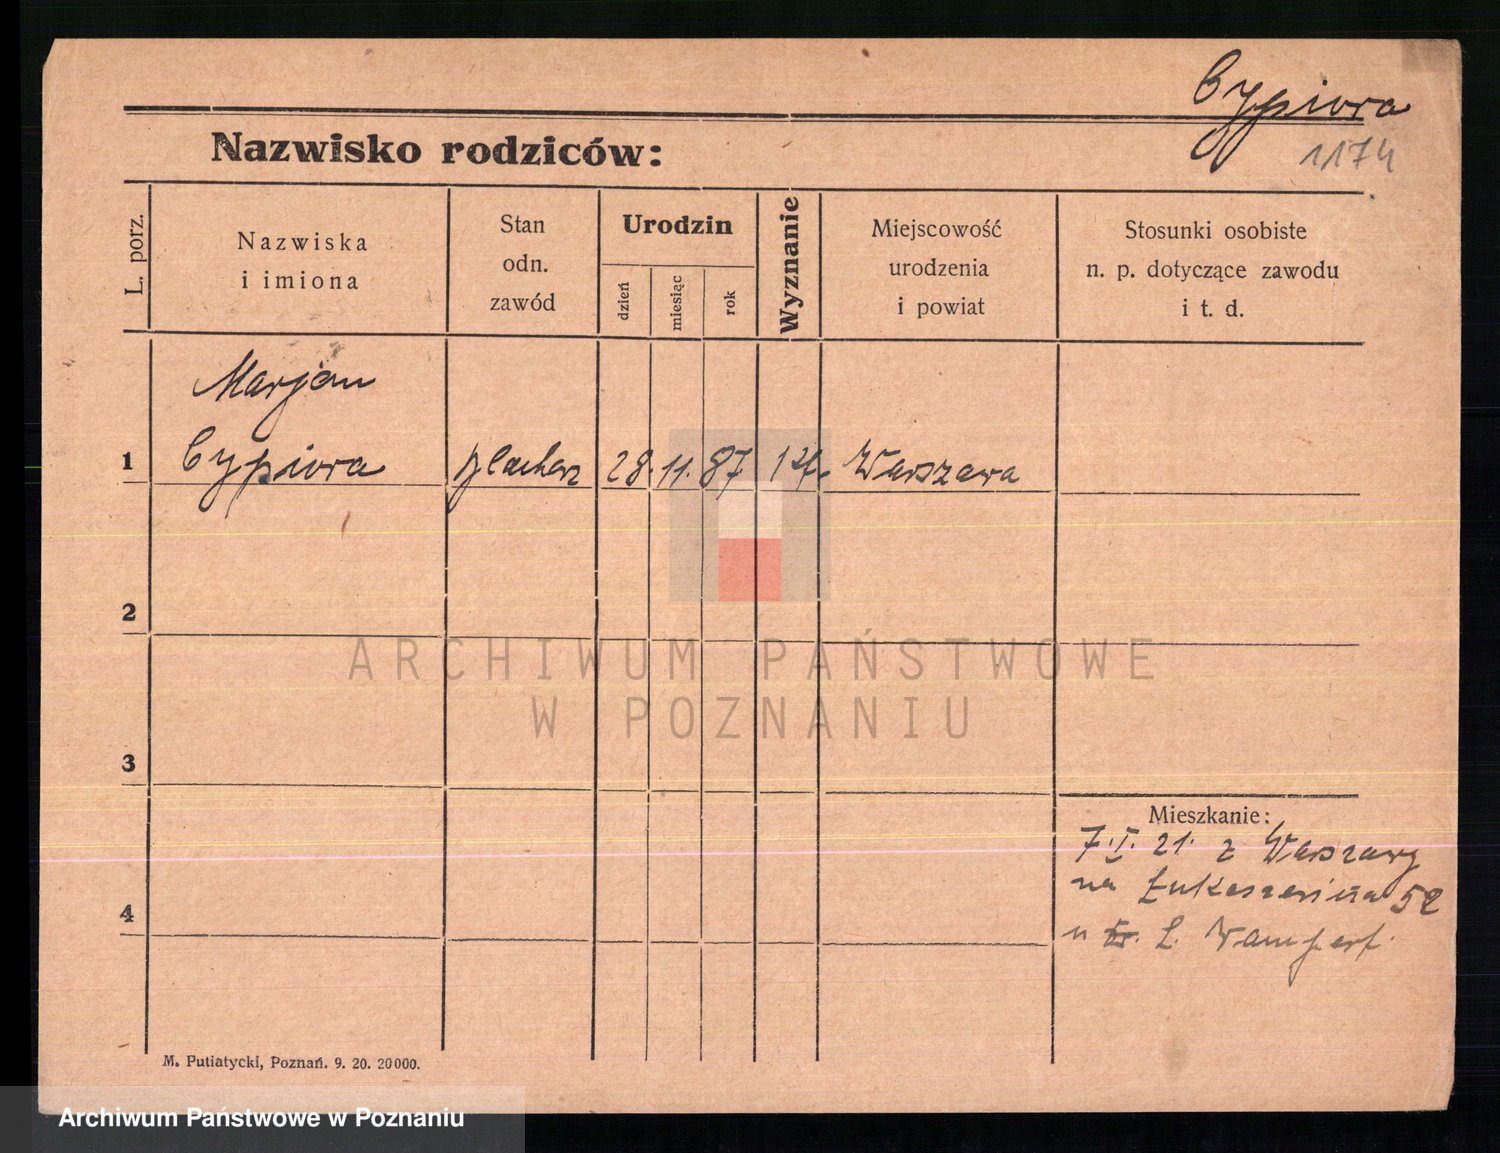 Cypiora
1174
Nazwisko rodziców:
L. porz.
Nazwiska
i imiona
Stan
odn.
zawód
Urodzin
dzień
miesiąc
rok
Wyznanie
Miejscowość
urodzenia
i powiat
Stosunki osobiste
n. p. dotyczące zawodu
i t. d.
Marjan
1 Cypiora blacharz 28. 11. 87 Warszawa
2
ARCHIWUM PAŃSTWOWE
W POZNANIU
3
Mieszkanie:
7.I. 21. z Warszawy
na 52
4
u L.
M. Putiatycki, Poznań. 9. 20. 20000.
Archiwum Państwowe w Poznaniu